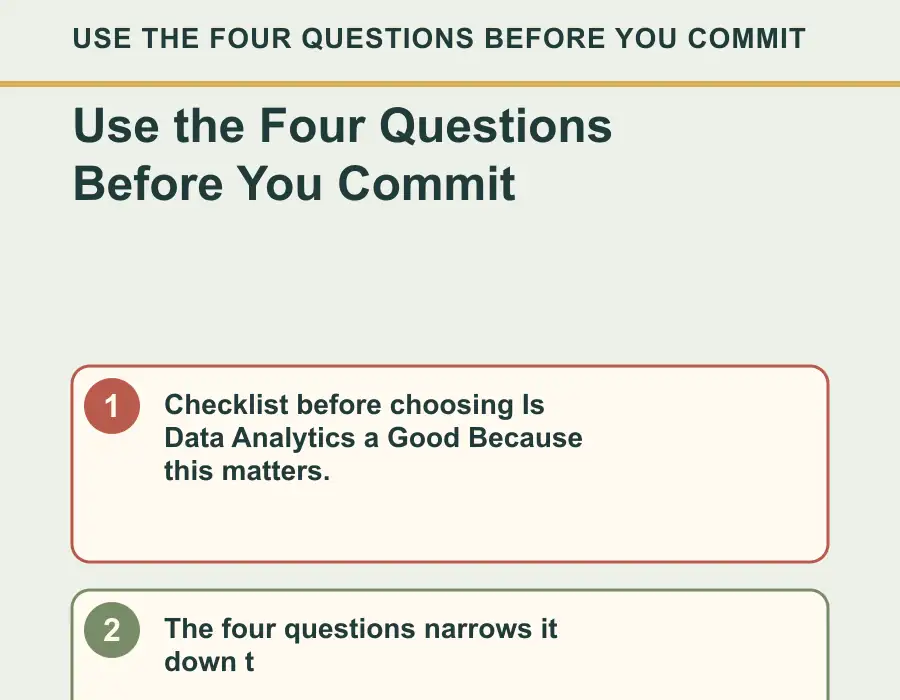 USE THE FOUR QUESTIONS BEFORE YOU COMMIT
Use the Four Questions
Before You Commit
1
Checklist before choosing Is
Data Analytics a Good Because
this matters.
2
The four questions narrows it
down t